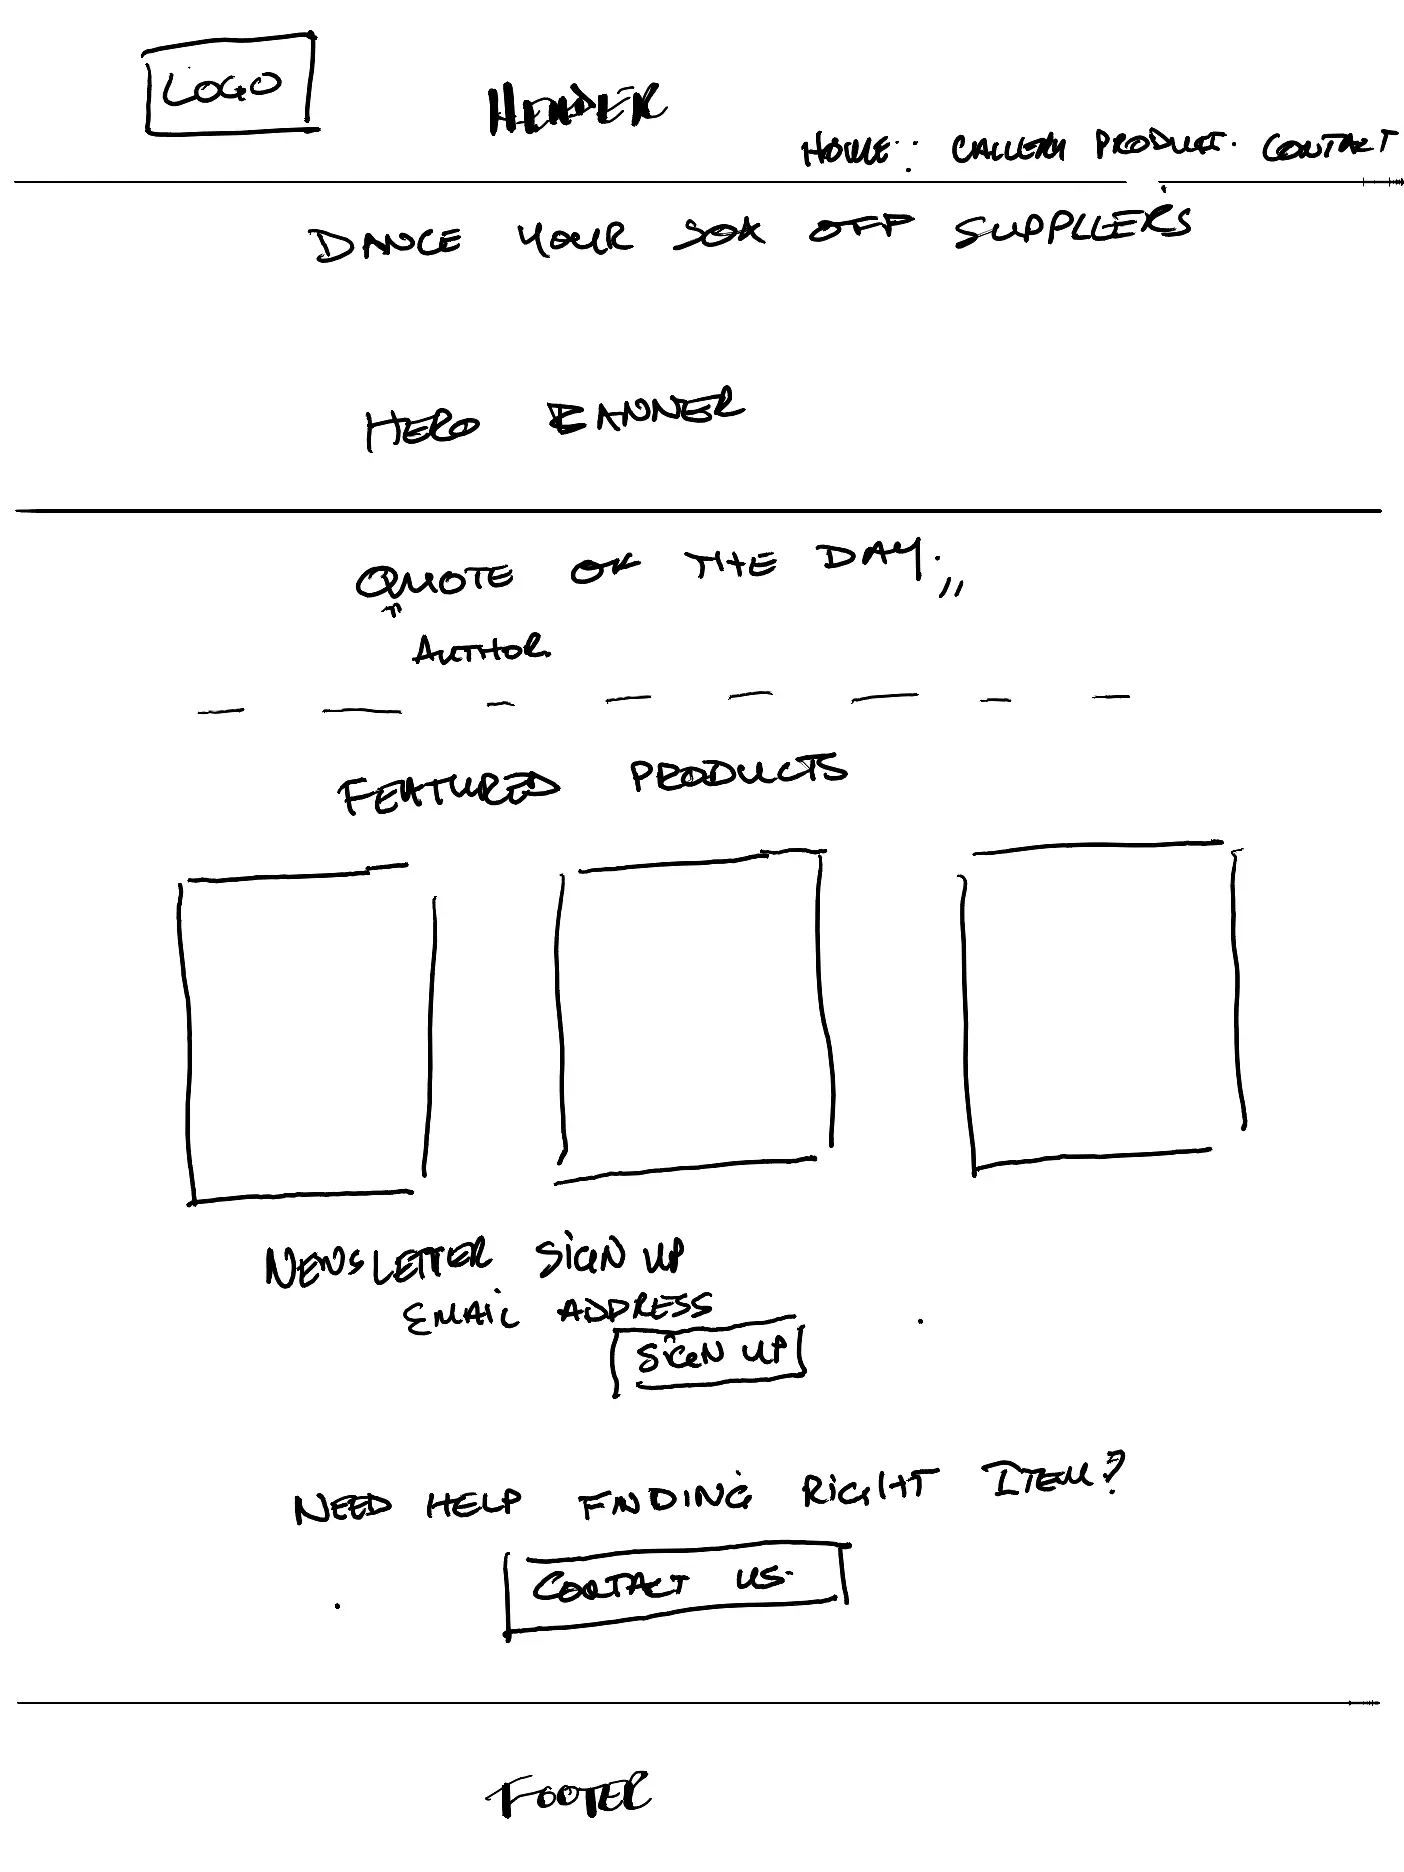 LOGO
HEADER
HOME GALLERY PRODUCT CONTACT
DANCE YOUR SOX OFF SUPPLIERS
HERO BANNER
QUOTE OF THE DAY."
AUTHOR
FEATURED PRODUCTS
NEWSLETTER SIGN UP
EMAIL ADDRESS
SIGN UP
NEED HELP FINDING RIGHT ITEM?
CONTACT US
FOOTER